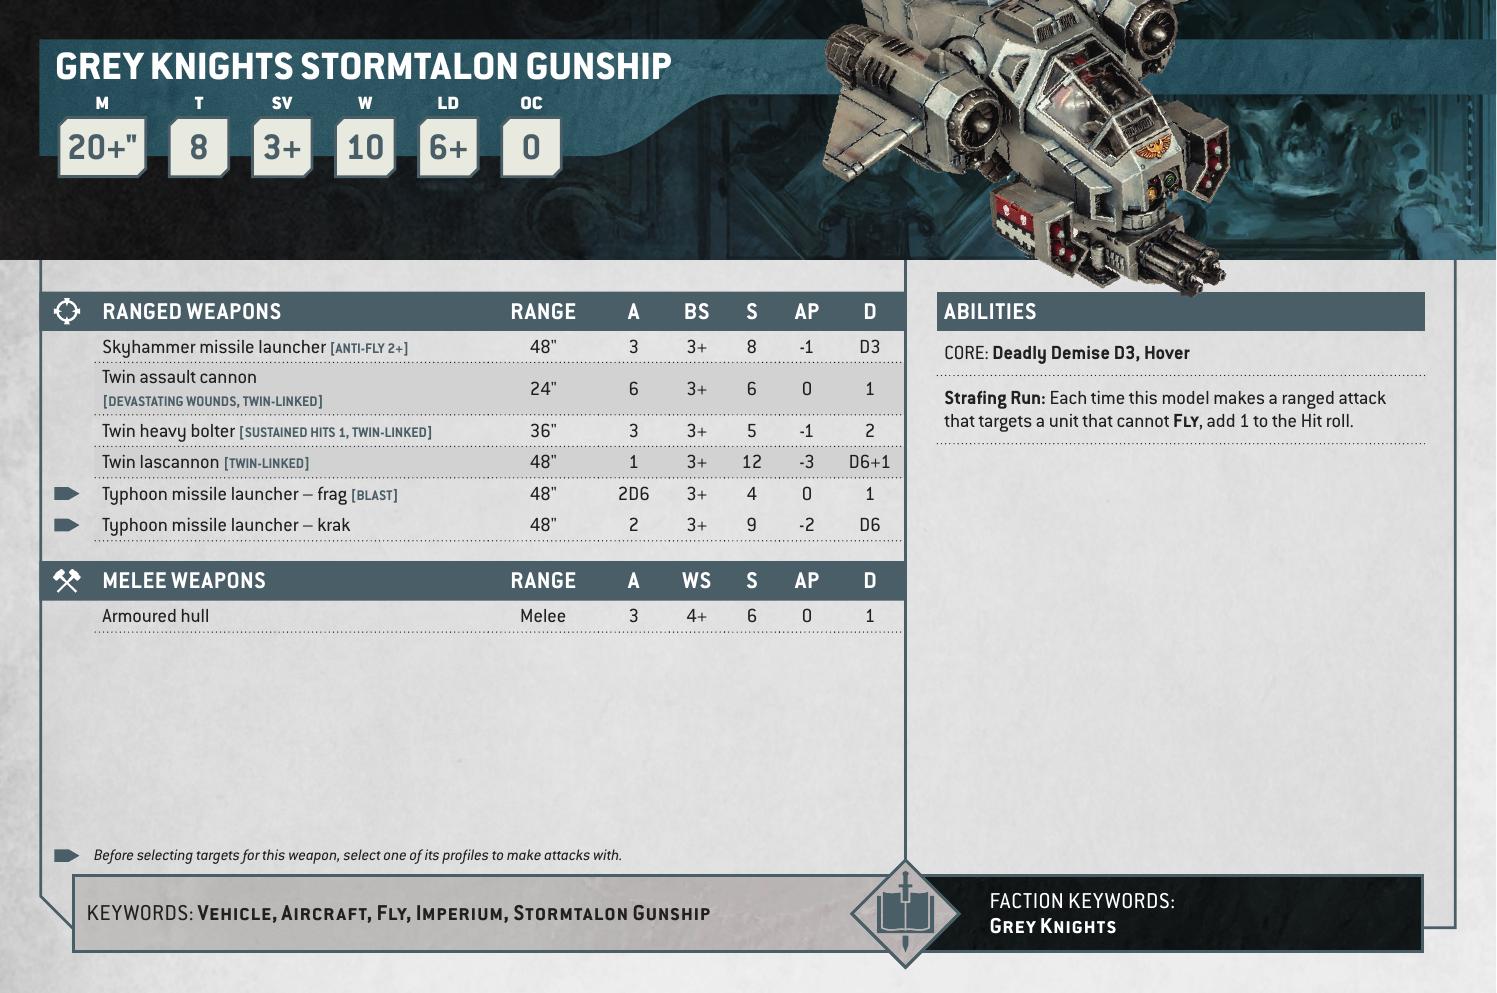 GREY KNIGHTS STORMTALON GUNSHIP
M T SV W LD OC
20+" 8 3+ 10 6+ 0
RANGED WEAPONS RANGE A BS S AP D
Skyhammer missile launcher [ANTI-FLY 2+] 48" 3 3+ 8 -1 D3
Twin assault cannon
[DEVASTATING WOUNDS, TWIN-LINKED] 24" 6 3+ 6 0 1
Twin heavy bolter [SUSTAINED HITS 1, TWIN-LINKED] 36" 3 3+ 5 -1 2
Twin lascannon [TWIN-LINKED] 48" 1 3+ 12 -3 D6+1
Typhoon missile launcher – frag [BLAST] 48" 2D6 3+ 4 0 1
Typhoon missile launcher – krak 48" 2 3+ 9 -2 D6
MELEE WEAPONS RANGE A WS S AP D
Armoured hull Melee 3 4+ 6 0 1
Before selecting targets for this weapon, select one of its profiles to make attacks with.
KEYWORDS: Vehicle, Aircraft, Fly, Imperium, Stormtalon Gunship
ABILITIES
CORE: Deadly Demise D3, Hover
Strafing Run: Each time this model makes a ranged attack
that targets a unit that cannot Fly, add 1 to the Hit roll.
FACTION KEYWORDS:
Grey Knights